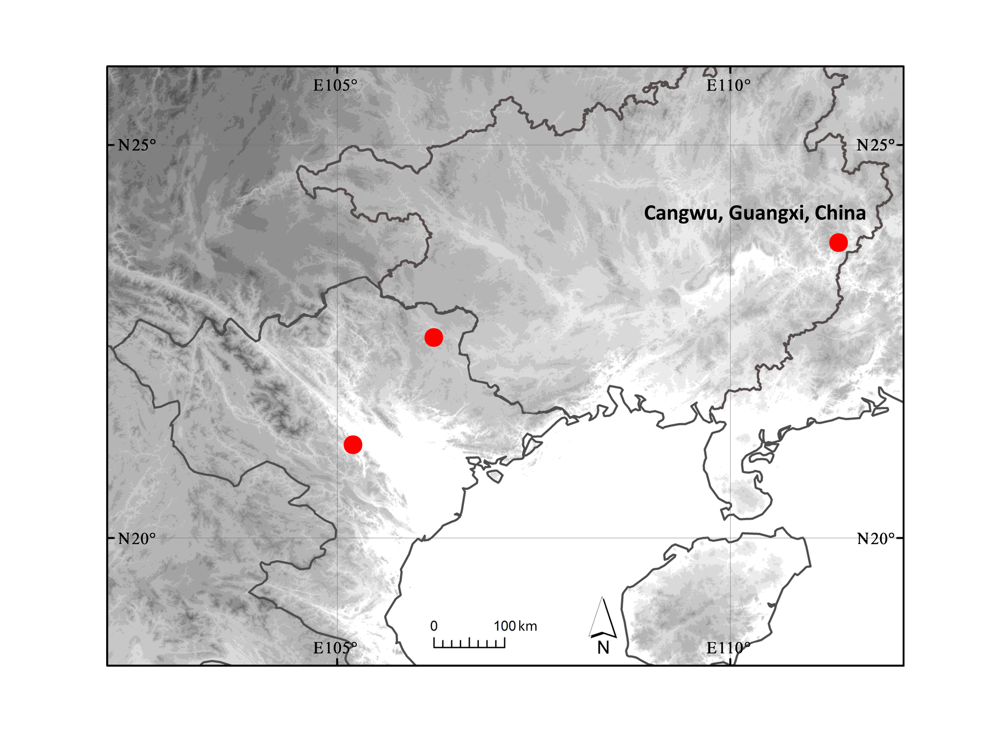 E105° E110°
N25° N25°
Cangwu, Guangxi, China
N20° N20°
0 100 km
N
E105° E110°